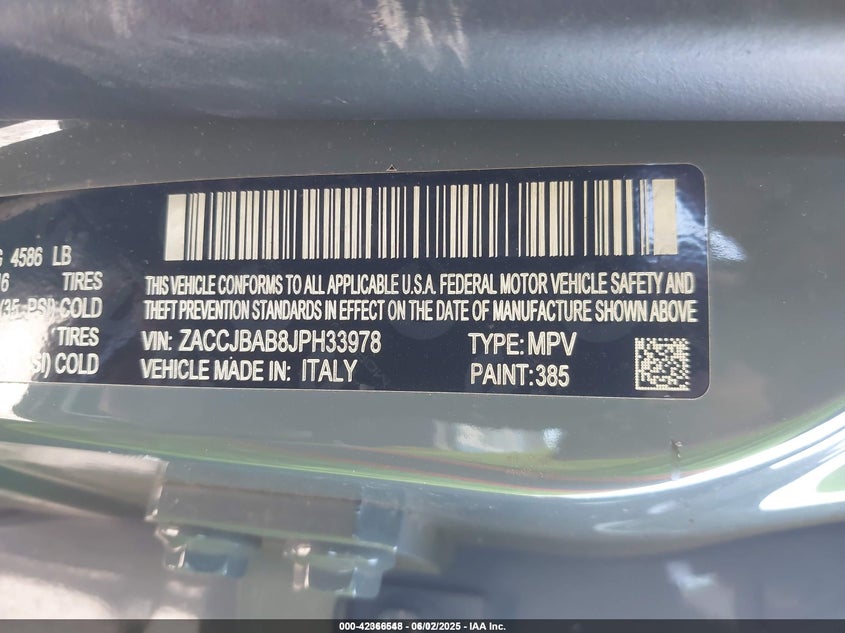 4586 LB
TIRES
COLD
TIRES
COLD
THIS VEHICLE CONFORMS TO ALL APPLICABLE U.S.A. FEDERAL MOTOR VEHICLE SAFETY AND
THEFT PREVENTION STANDARDS IN EFFECT ON THE DATE OF MANUFACTURE SHOWN ABOVE
VIN: ZACCJBAB8JPH33978 TYPE: MPV
VEHICLE MADE IN: ITALY PAINT: 385
06/02/2025 - IAA Inc.